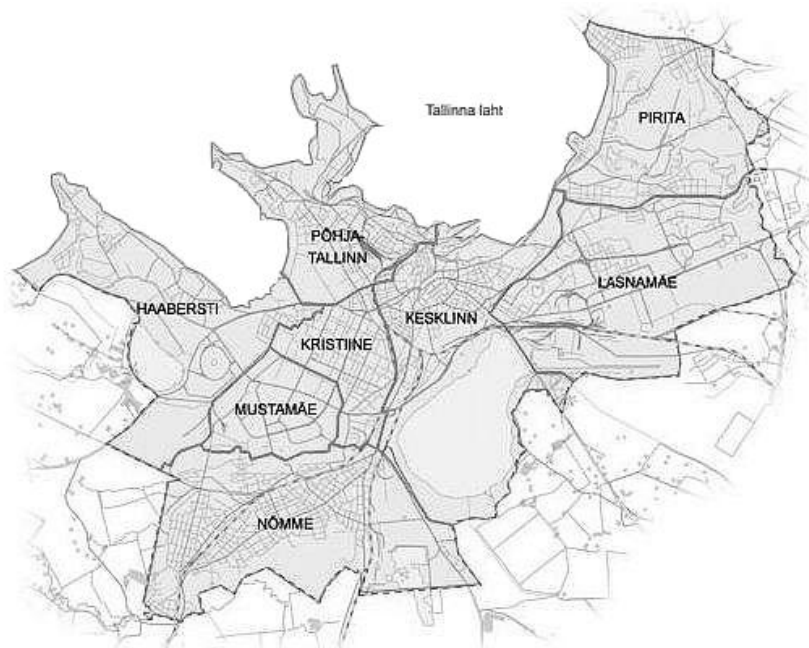 Tallinna laht
PIRITA
PÕHJA-
TALLINN
LASNAMÄE
HAABERSTI
KESKLINN
KRISTIINE
MUSTAMÄE
NÕMME